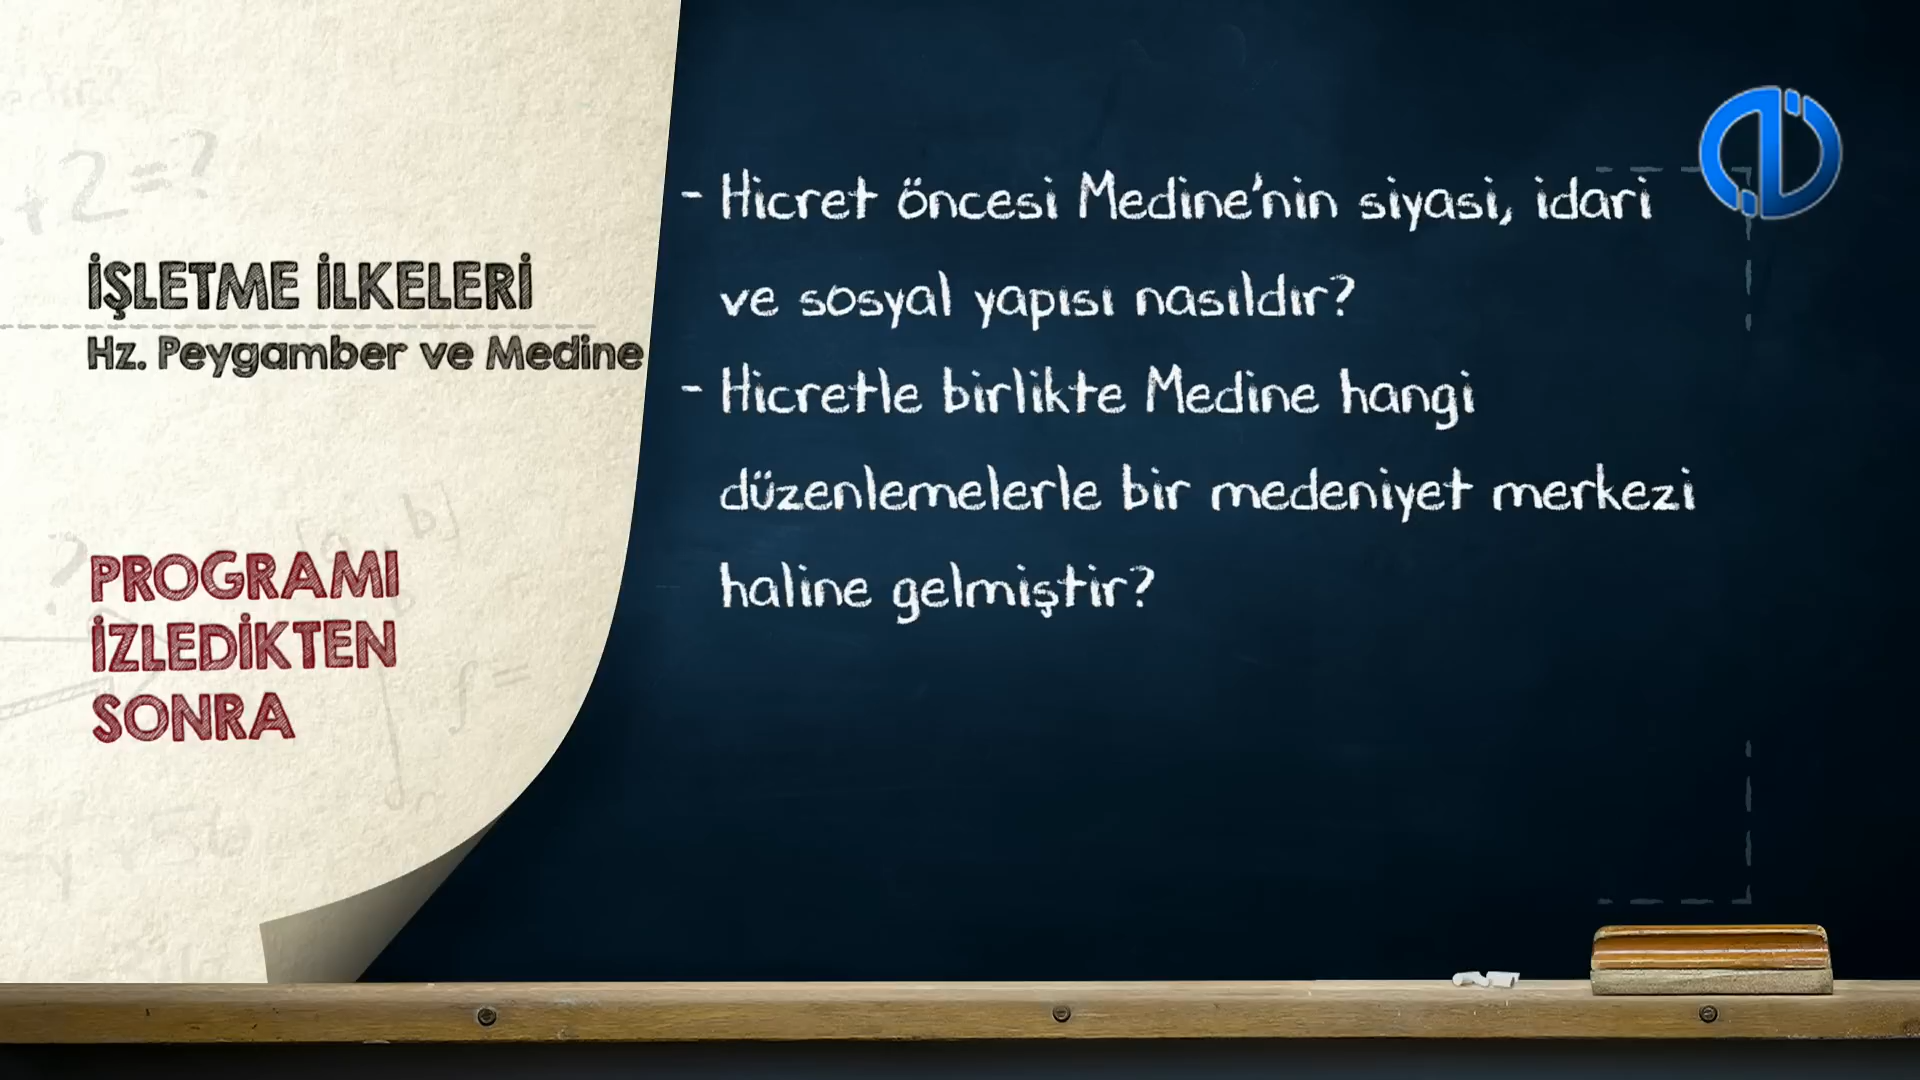 İŞLETME İLKELERİ
Hz. Peygamber ve Medine
PROGRAMI
İZLEDİKTEN
SONRA
- Hicret öncesi Medine'nin siyasi, idari
ve sosyal yapısı nasıldır?
- Hicretle birlikte Medine hangi
düzenlemelerle bir medeniyet merkezi
haline gelmiştir?
+2=?
f =